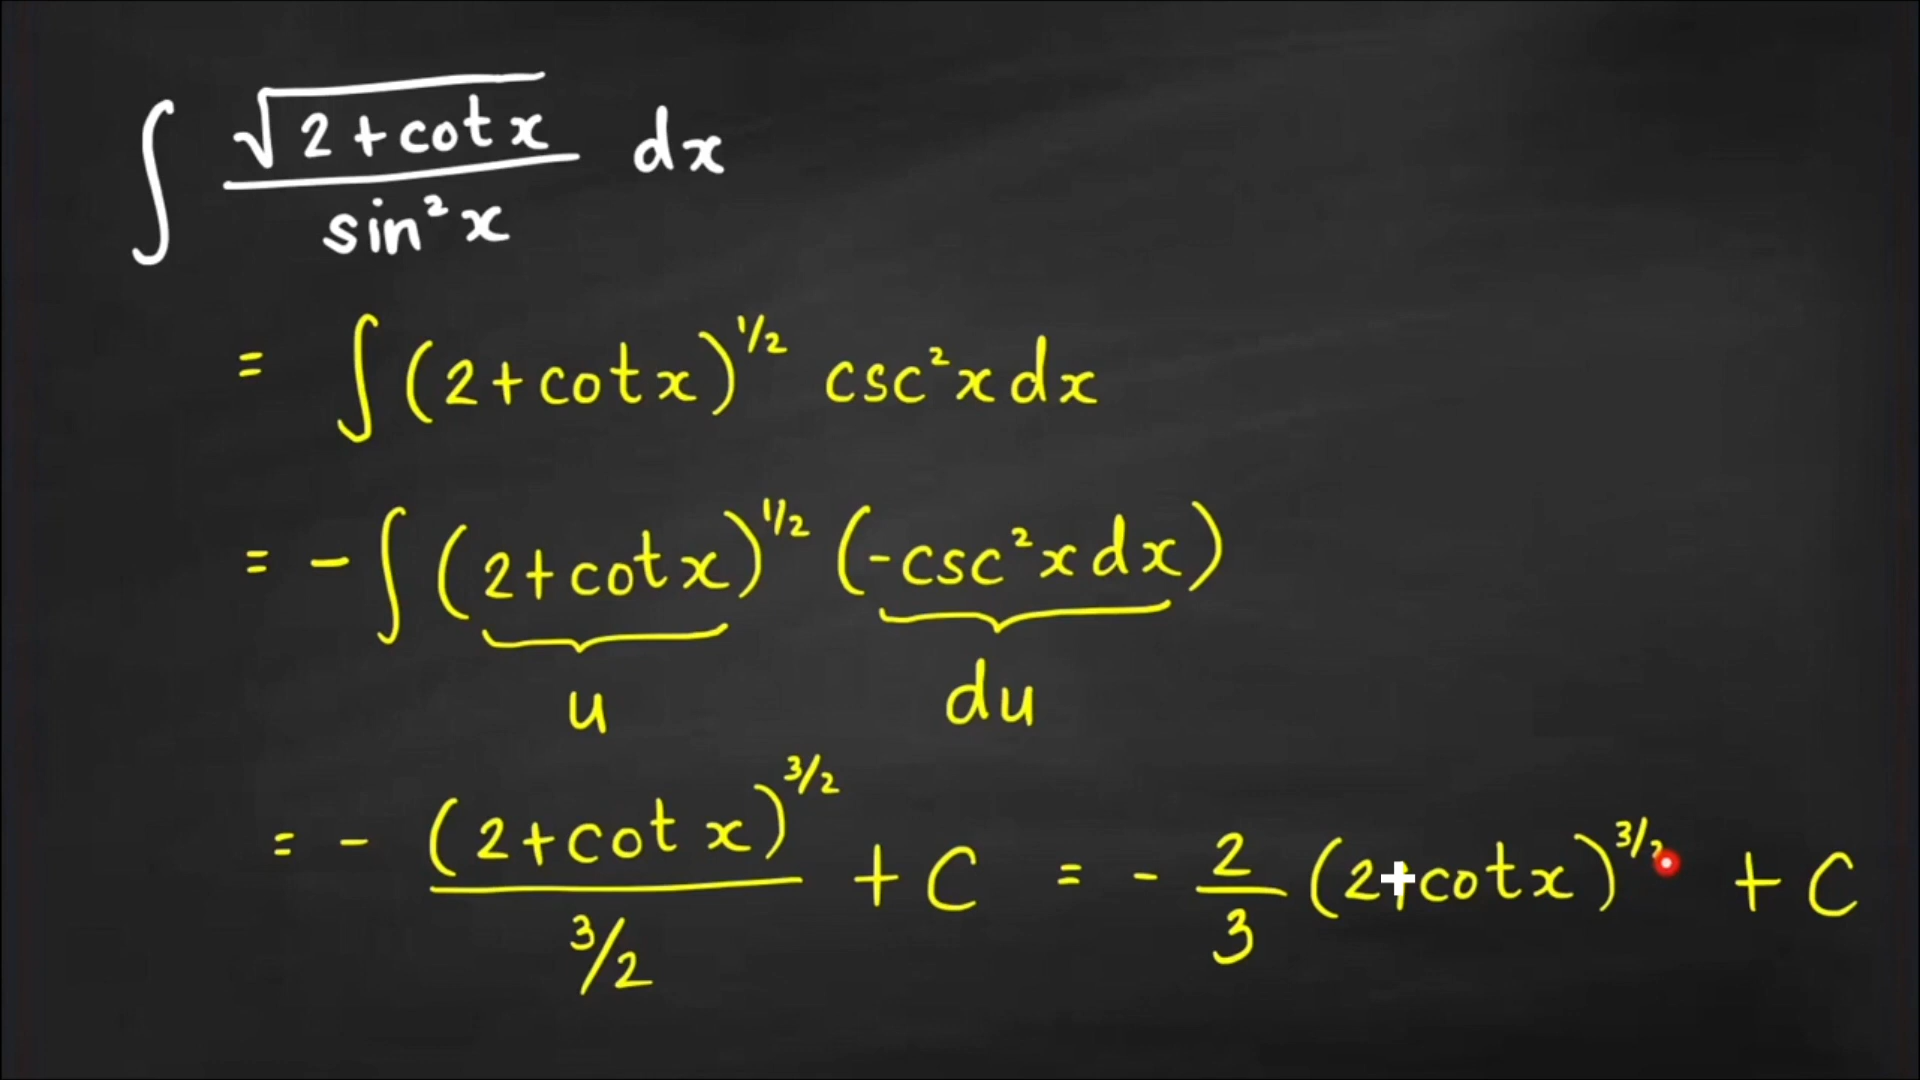 ∫ √(2+cot x) / sin²x dx
= ∫ (2+cot x)^(1/2) csc²x dx
= - ∫ (2+cot x)^(1/2) (-csc²x dx)
u du
= - (2+cot x)^(3/2) / (3/2) + C = - 2/3 (2+cot x)^(3/2) + C